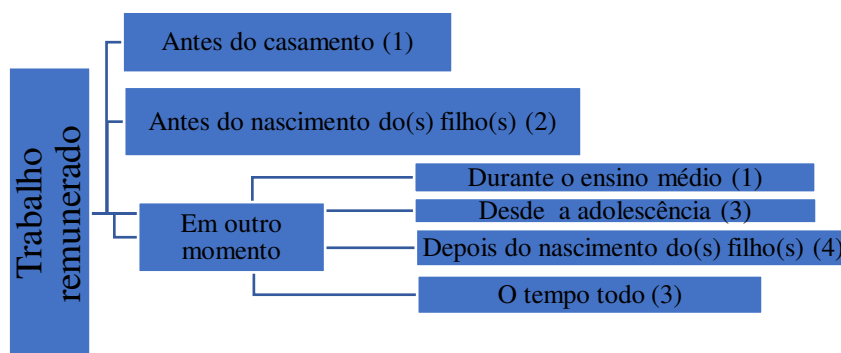 Trabalho
remunerado
Antes do casamento (1)
Antes do nascimento do(s) filho(s) (2)
Em outro
momento
Durante o ensino médio (1)
Desde a adolescência (3)
Depois do nascimento do(s) filho(s) (4)
O tempo todo (3)